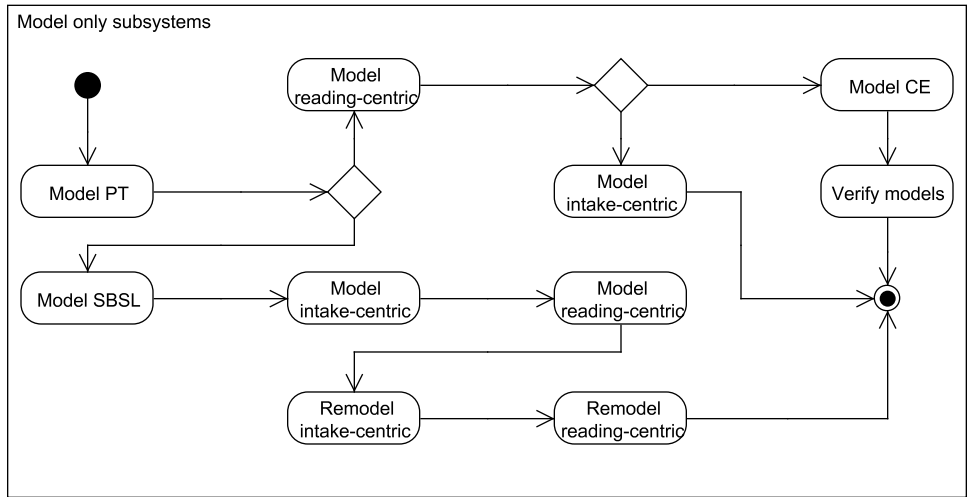 Model only subsystems
Model
reading-centric
Model CE
Model PT
Model
intake-centric
Verify models
Model SBSL
Model
intake-centric
Model
reading-centric
Remodel
intake-centric
Remodel
reading-centric